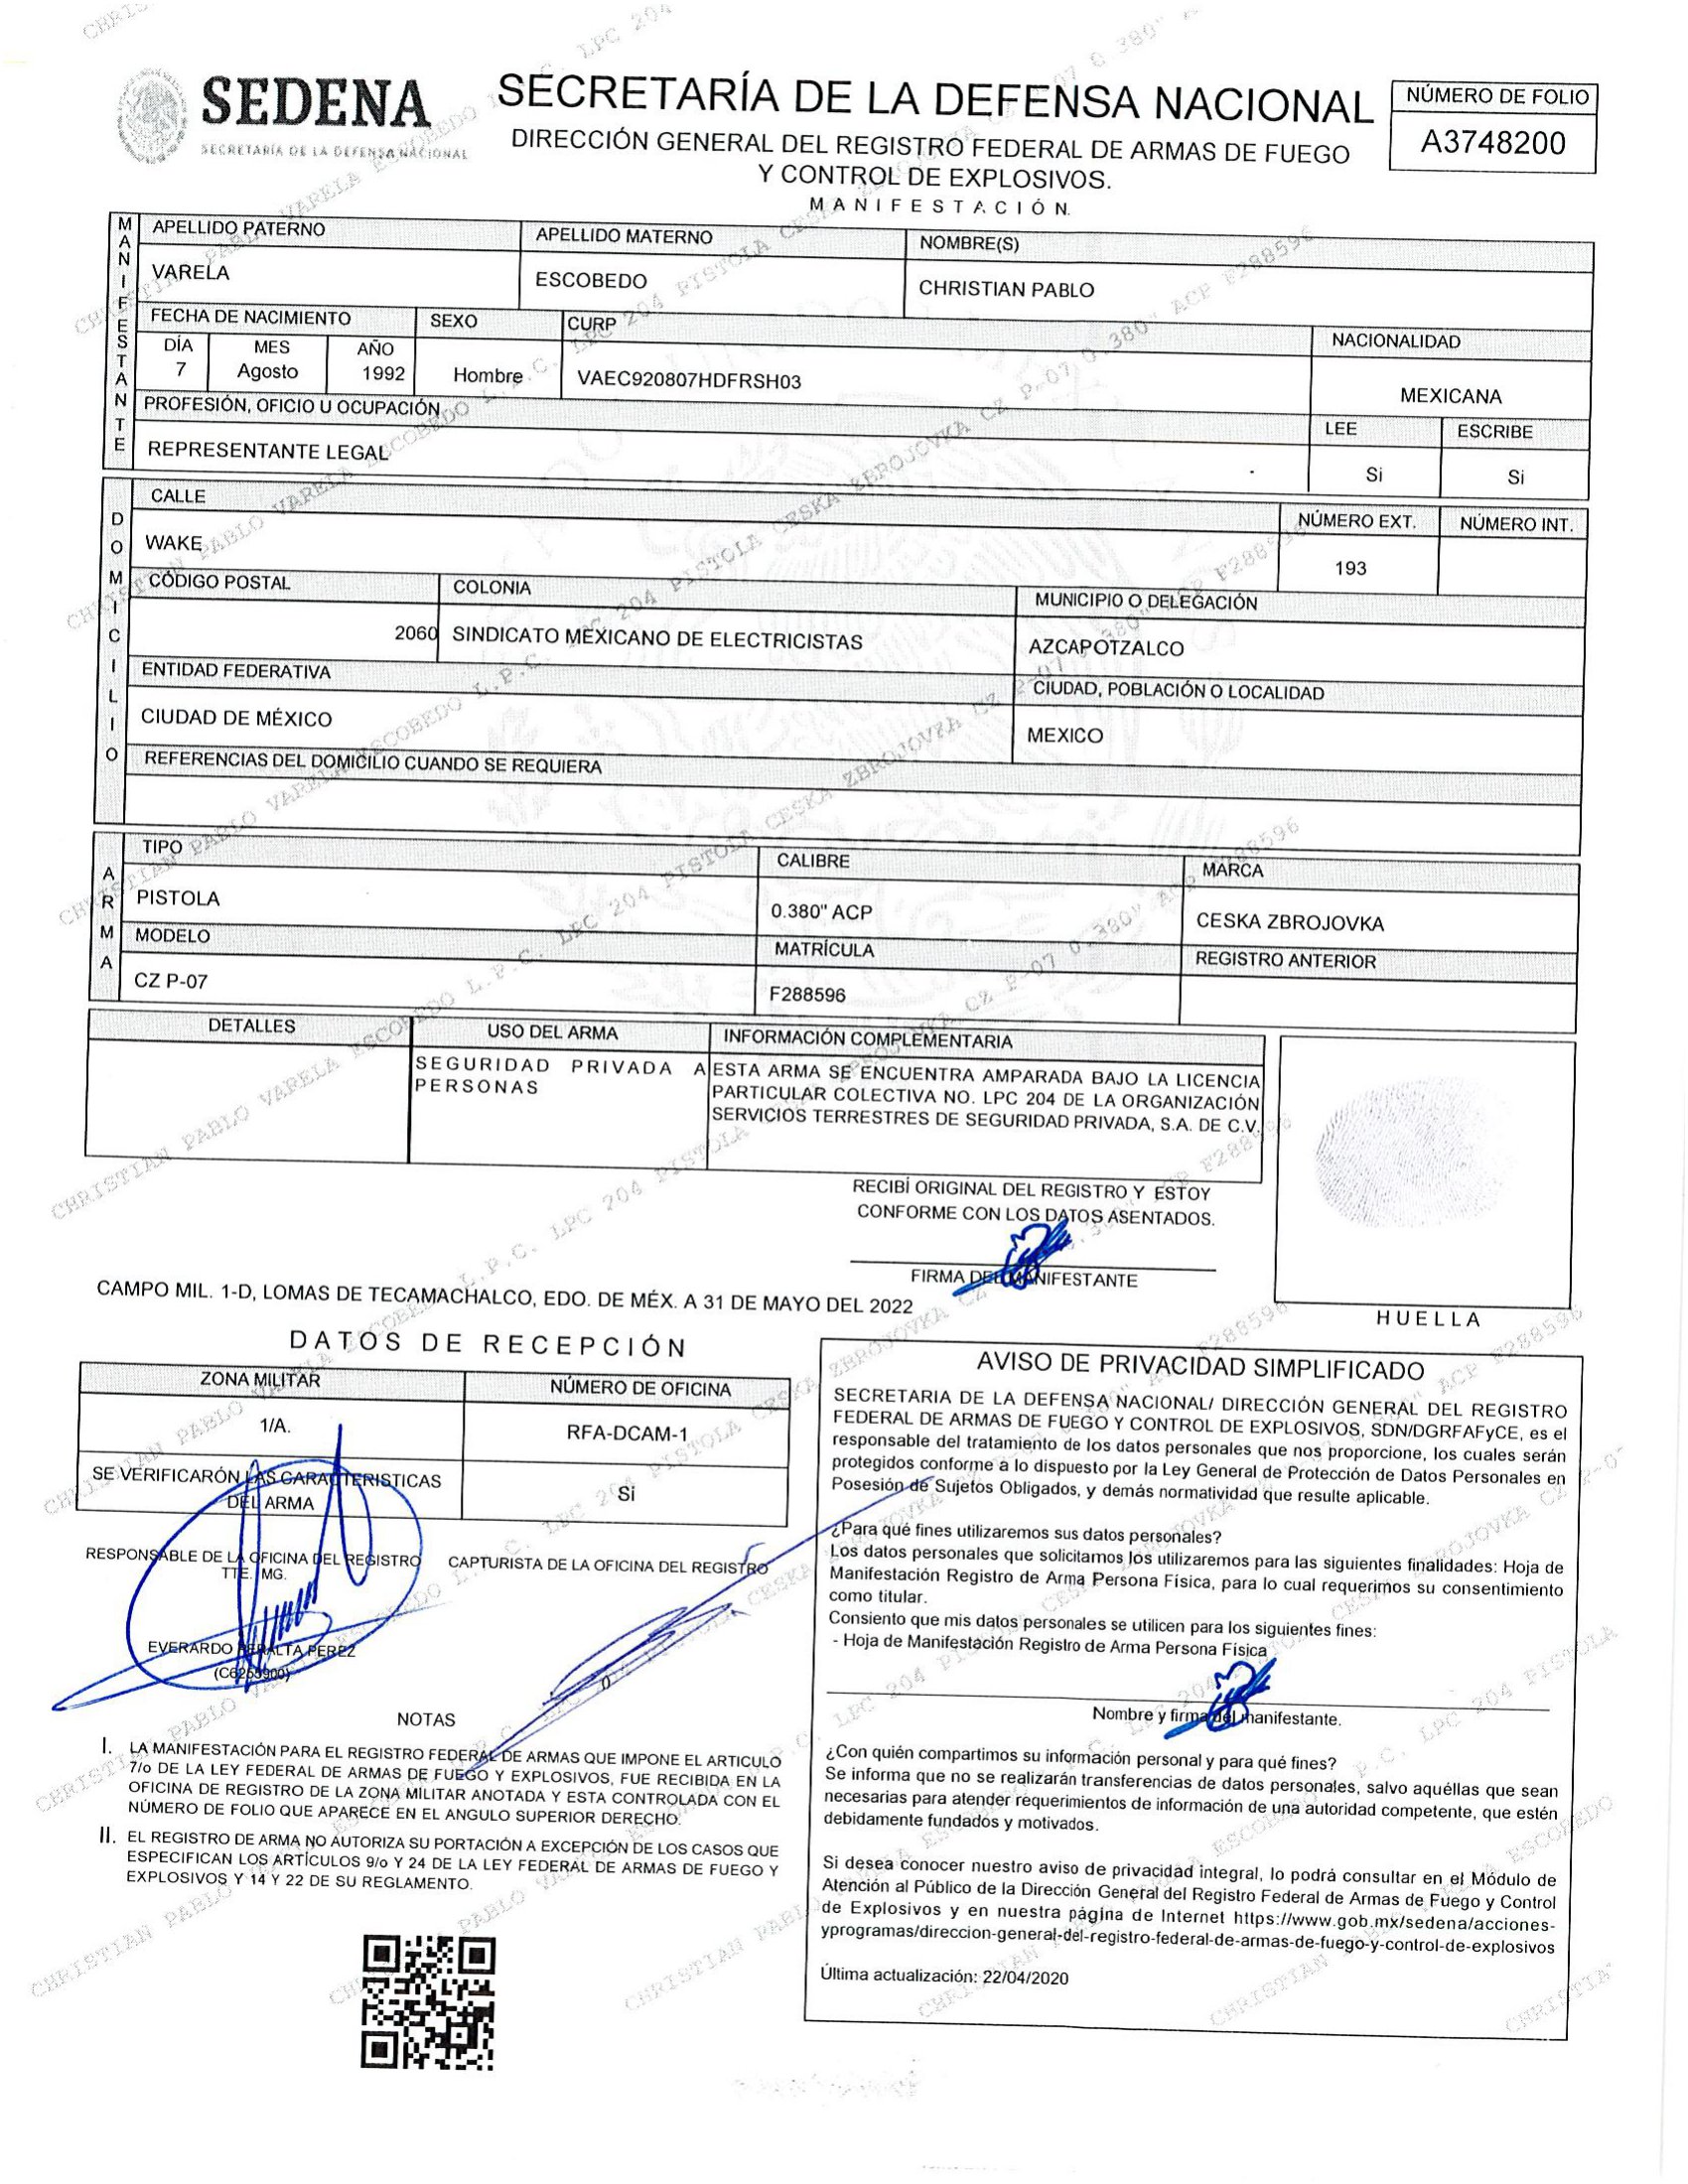 SEDENA
SECRETARÍA DE LA DEFENSA NACIONAL
SECRETARÍA DE LA DEFENSA NACIONAL
DIRECCIÓN GENERAL DEL REGISTRO FEDERAL DE ARMAS DE FUEGO
Y CONTROL DE EXPLOSIVOS.
MANIFESTACIÓN
NÚMERO DE FOLIO
A3748200
MANIFESTANTE
APELLIDO PATERNO APELLIDO MATERNO NOMBRE(S)
VARELA ESCOBEDO CHRISTIAN PABLO
FECHA DE NACIMIENTO SEXO CURP NACIONALIDAD
DÍA MES AÑO
7 Agosto 1992 Hombre VAEC920807HDFRSH03 MEXICANA
PROFESIÓN, OFICIO U OCUPACIÓN LEE ESCRIBE
REPRESENTANTE LEGAL Si Si
DOMICILIO
CALLE NÚMERO EXT. NÚMERO INT.
WAKE 193
CÓDIGO POSTAL COLONIA MUNICIPIO O DELEGACIÓN
2060 SINDICATO MEXICANO DE ELECTRICISTAS AZCAPOTZALCO
ENTIDAD FEDERATIVA CIUDAD, POBLACIÓN O LOCALIDAD
CIUDAD DE MÉXICO MEXICO
REFERENCIAS DEL DOMICILIO CUANDO SE REQUIERA
ARMA
TIPO CALIBRE MARCA
PISTOLA 0.380" ACP CESKA ZBROJOVKA
MODELO MATRÍCULA REGISTRO ANTERIOR
CZ P-07 F288596
DETALLES USO DEL ARMA INFORMACIÓN COMPLEMENTARIA
SEGURIDAD PRIVADA A
PERSONAS
ESTA ARMA SE ENCUENTRA AMPARADA BAJO LA LICENCIA
PARTICULAR COLECTIVA NO. LPC 204 DE LA ORGANIZACIÓN
SERVICIOS TERRESTRES DE SEGURIDAD PRIVADA, S.A. DE C.V.
RECIBÍ ORIGINAL DEL REGISTRO Y ESTOY
CONFORME CON LOS DATOS ASENTADOS.
FIRMA DEL MANIFESTANTE
HUELLA
CAMPO MIL. 1-D, LOMAS DE TECAMACHALCO, EDO. DE MÉX. A 31 DE MAYO DEL 2022
DATOS DE RECEPCIÓN
ZONA MILITAR NÚMERO DE OFICINA
1/A. RFA-DCAM-1
SE VERIFICARÓN LAS CARACTERISTICAS
DEL ARMA
Si
RESPONSABLE DE LA OFICINA DEL REGISTRO
TTE. MG.
CAPTURISTA DE LA OFICINA DEL REGISTRO
EVERARDO PERALTA PEREZ
(C6255900)
0
NOTAS
I. LA MANIFESTACIÓN PARA EL REGISTRO FEDERAL DE ARMAS QUE IMPONE EL ARTICULO
7/o DE LA LEY FEDERAL DE ARMAS DE FUEGO Y EXPLOSIVOS, FUE RECIBIDA EN LA
OFICINA DE REGISTRO DE LA ZONA MILITAR ANOTADA Y ESTA CONTROLADA CON EL
NÚMERO DE FOLIO QUE APARECE EN EL ANGULO SUPERIOR DERECHO.
II. EL REGISTRO DE ARMA NO AUTORIZA SU PORTACIÓN A EXCEPCIÓN DE LOS CASOS QUE
ESPECIFICAN LOS ARTÍCULOS 9/o Y 24 DE LA LEY FEDERAL DE ARMAS DE FUEGO Y
EXPLOSIVOS Y 14 Y 22 DE SU REGLAMENTO.
AVISO DE PRIVACIDAD SIMPLIFICADO
SECRETARIA DE LA DEFENSA NACIONAL/ DIRECCIÓN GENERAL DEL REGISTRO
FEDERAL DE ARMAS DE FUEGO Y CONTROL DE EXPLOSIVOS, SDN/DGRFAFyCE, es el
responsable del tratamiento de los datos personales que nos proporcione, los cuales serán
protegidos conforme a lo dispuesto por la Ley General de Protección de Datos Personales en
Posesión de Sujetos Obligados, y demás normatividad que resulte aplicable.
¿Para qué fines utilizaremos sus datos personales?
Los datos personales que solicitamos los utilizaremos para las siguientes finalidades: Hoja de
Manifestación Registro de Arma Persona Física, para lo cual requerimos su consentimiento
como titular.
Consiento que mis datos personales se utilicen para los siguientes fines:
- Hoja de Manifestación Registro de Arma Persona Física
Nombre y firma del manifestante.
¿Con quién compartimos su información personal y para qué fines?
Se informa que no se realizarán transferencias de datos personales, salvo aquéllas que sean
necesarias para atender requerimientos de información de una autoridad competente, que estén
debidamente fundados y motivados.
Si desea conocer nuestro aviso de privacidad integral, lo podrá consultar en el Módulo de
Atención al Público de la Dirección General del Registro Federal de Armas de Fuego y Control
de Explosivos y en nuestra página de Internet https://www.gob.mx/sedena/acciones-
yprogramas/direccion-general-del-registro-federal-de-armas-de-fuego-y-control-de-explosivos
Última actualización: 22/04/2020
CHRISTIAN PABLO VARELA ESCOBEDO L.P.C. LPC 204 PISTOLA CESKA ZBROJOVKA CZ P-07 0.380" ACP F288596